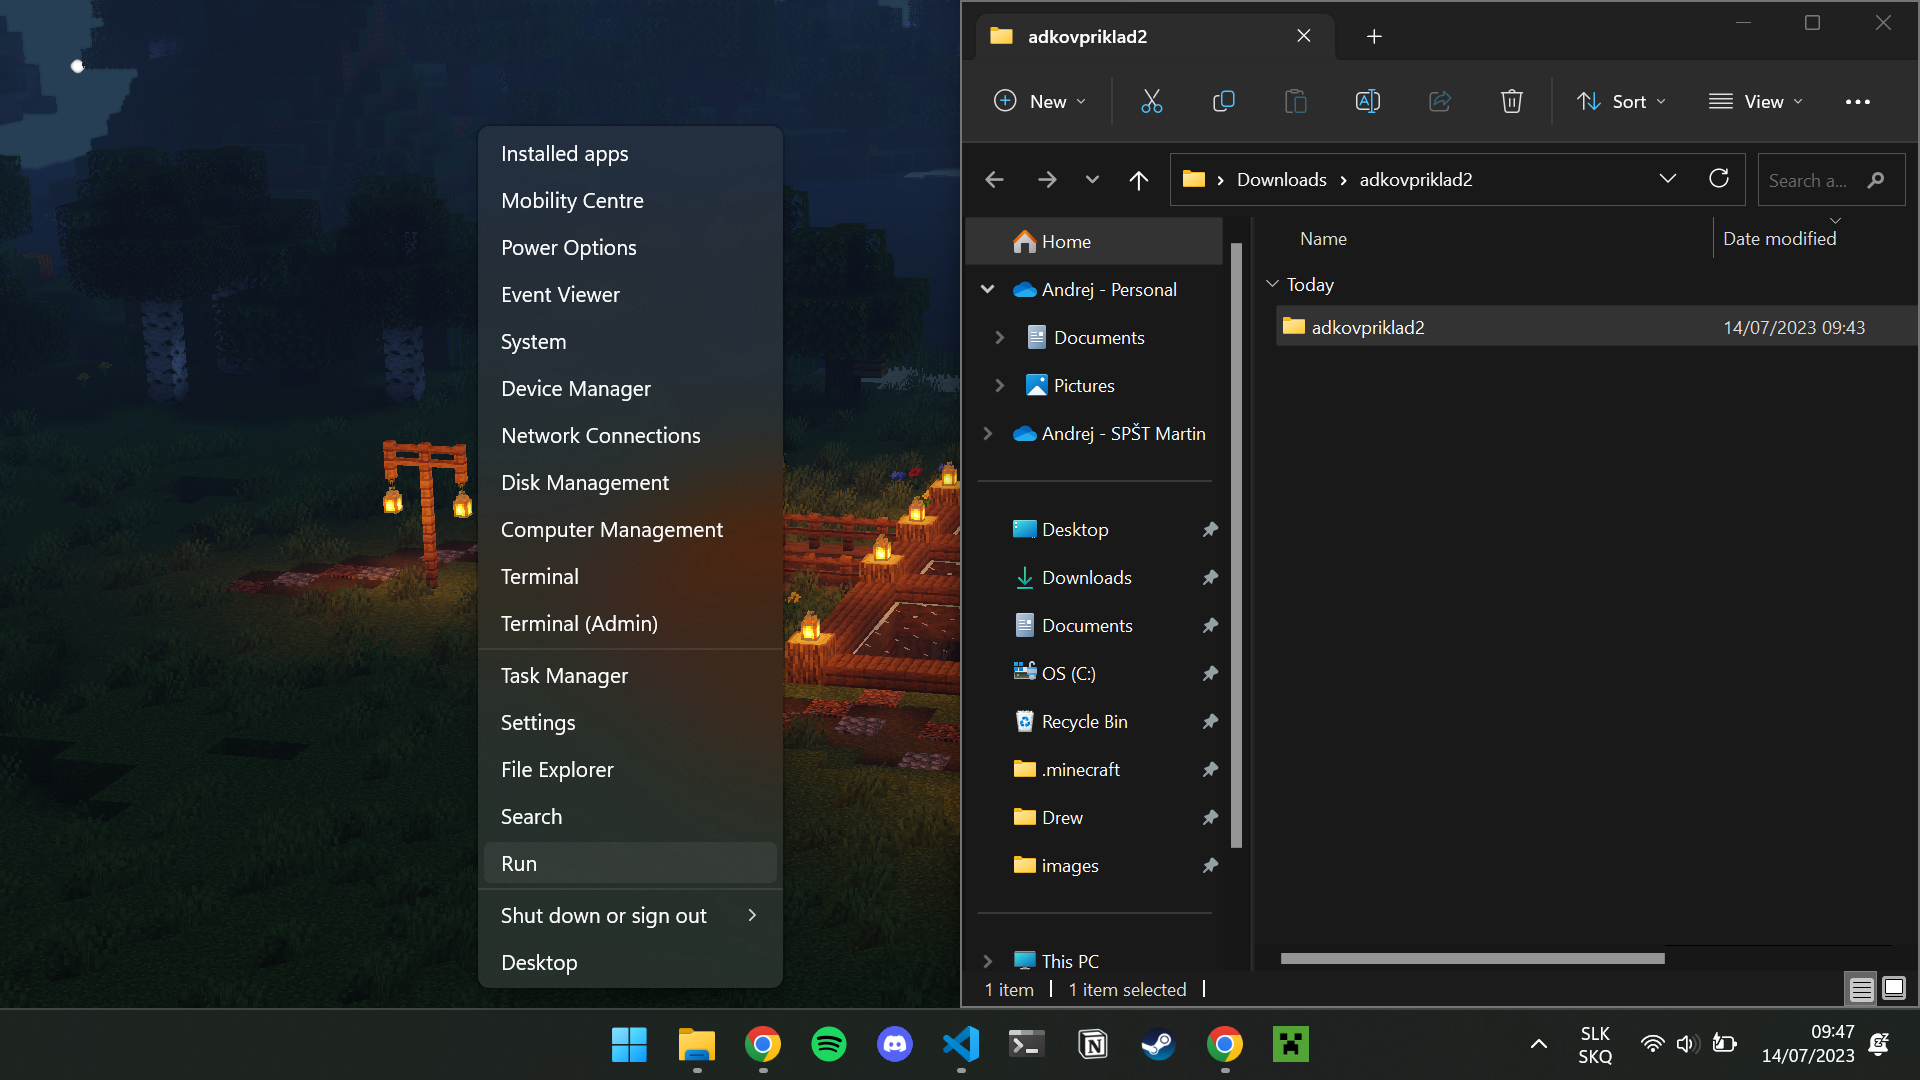 Installed apps
Mobility Centre
Power Options
Event Viewer
System
Device Manager
Network Connections
Disk Management
Computer Management
Terminal
Terminal (Admin)
Task Manager
Settings
File Explorer
Search
Run
Shut down or sign out
Desktop
adkovpriklad2
New
Sort
View
Downloads
adkovpriklad2
Search a...
Home
Andrej - Personal
Documents
Pictures
Andrej - SPŠT Martin
Desktop
Downloads
Documents
OS (C:)
Recycle Bin
.minecraft
Drew
images
This PC
Name
Date modified
Today
adkovpriklad2
14/07/2023 09:43
1 item
1 item selected
SLK
SKQ
09:47
14/07/2023